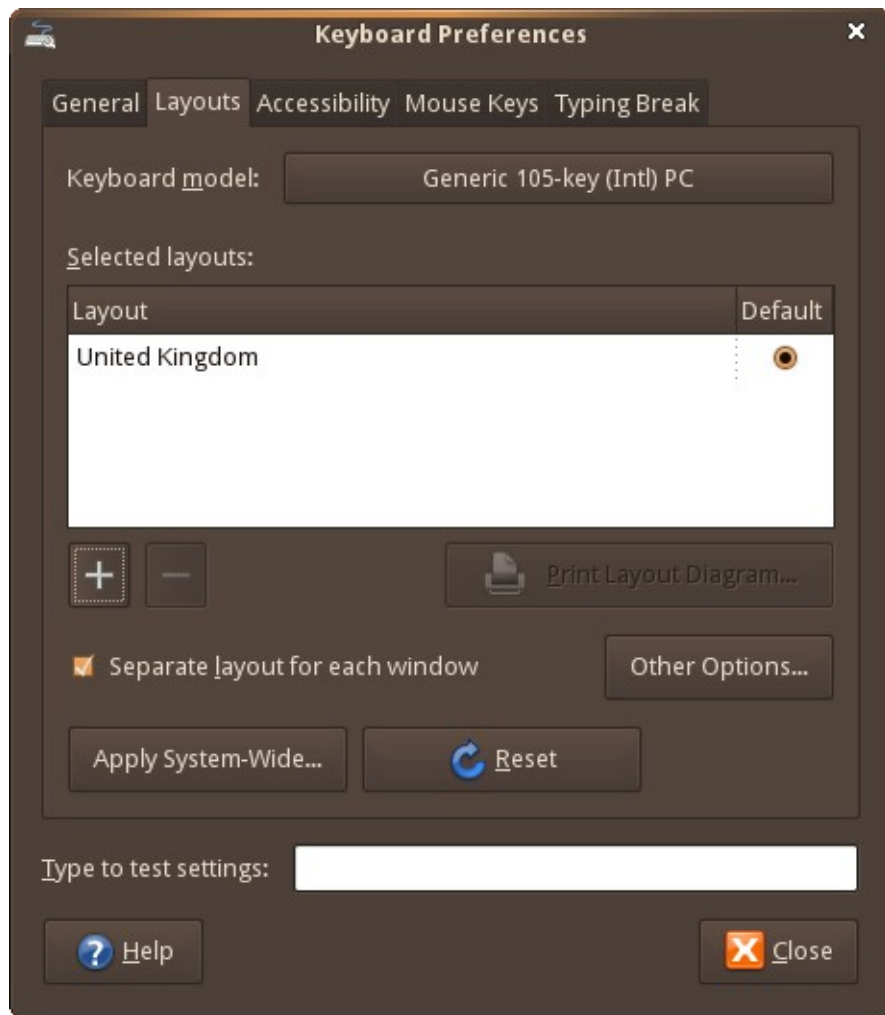 Keyboard Preferences
General Layouts Accessibility Mouse Keys Typing Break
Keyboard model: Generic 105-key (Intl) PC
Selected layouts:
Layout Default
United Kingdom
Print Layout Diagram...
Separate layout for each window Other Options...
Apply System-Wide... Reset
Type to test settings:
Help Close